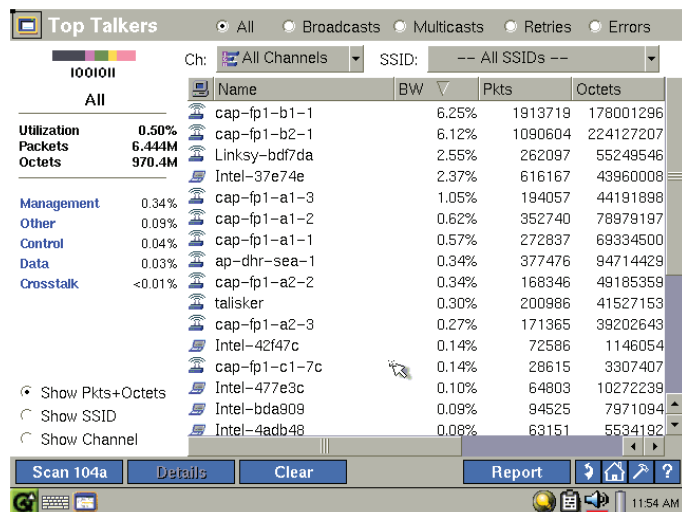 Top Talkers All Broadcasts Multicasts Retries Errors
Ch: All Channels SSID: -- All SSIDs --
1001011
All
Utilization 0.50%
Packets 6.444M
Octets 970.4M
Management 0.34%
Other 0.09%
Control 0.04%
Data 0.03%
Crosstalk <0.01%
Show Pkts+Octets
Show SSID
Show Channel
Name BW Pkts Octets
cap-fp1-b1-1 6.25% 1913719 178001296
cap-fp1-b2-1 6.12% 1090604 224127207
Linksy-bdf7da 2.55% 262097 55249546
Intel-37e74e 2.37% 616167 43960008
cap-fp1-a1-3 1.05% 194057 44191898
cap-fp1-a1-2 0.62% 352740 78979197
cap-fp1-a1-1 0.57% 272837 69334500
ap-dhr-sea-1 0.34% 377476 94714429
cap-fp1-a2-2 0.34% 168346 49185359
talisker 0.30% 200986 41527153
cap-fp1-a2-3 0.27% 171365 39202643
Intel-42f47c 0.14% 72586 1146054
cap-fp1-c1-7c 0.14% 28615 3307407
Intel-477e3c 0.10% 64803 10272239
Intel-bda909 0.09% 94525 7971094
Intel-4adb48 0.08% 63151 5534192
Scan 104a Details Clear Report ?
11:54 AM